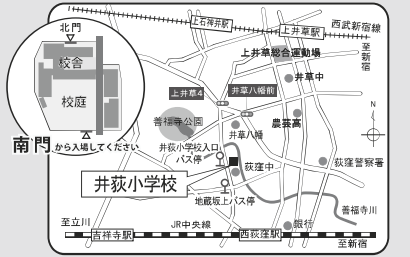 北門
校舎
校庭
南門から入場してください
上石神井駅
上井草駅
西武新宿線
至新宿
上井草総合運動場
井草中
上井草4
井草八幡前
農芸高
善福寺公園
井草八幡
N
井荻小学校入口
バス停
荻窪中
荻窪警察署
井荻小学校
地蔵坂上バス停
善福寺川
至立川
JR中央線
銀行
吉祥寺駅
西荻窪駅
至新宿